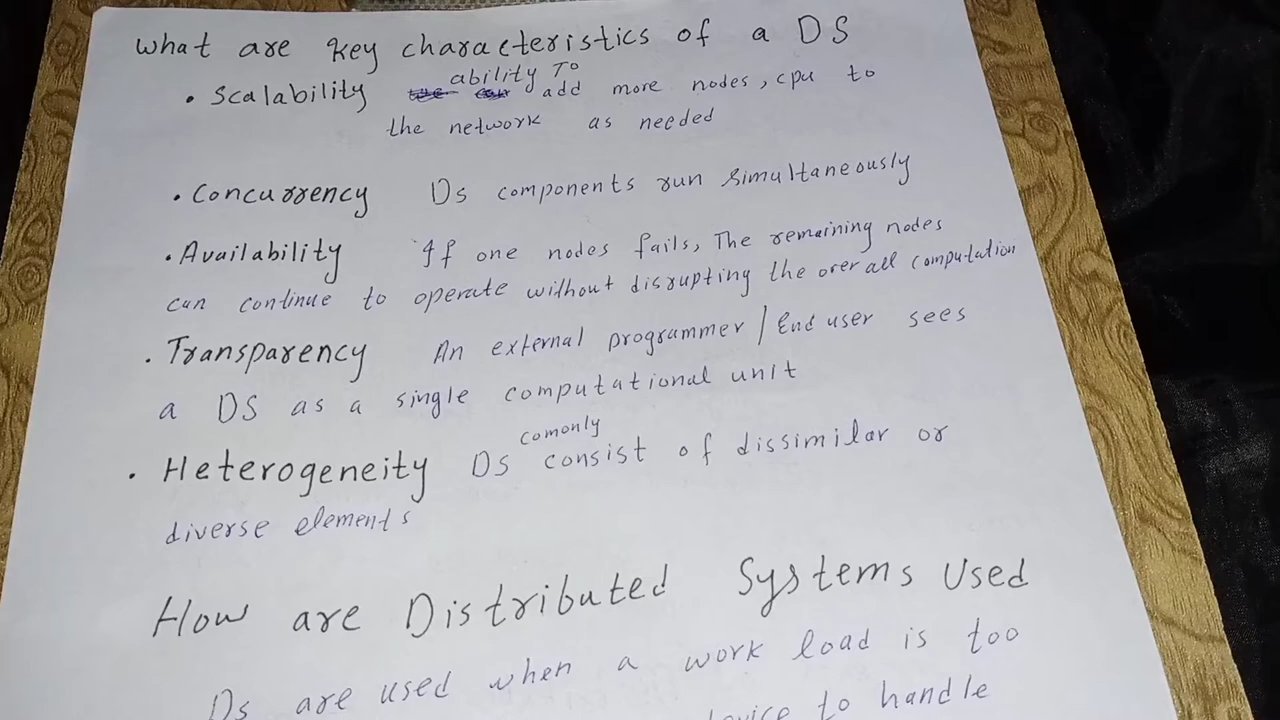 What are key characteristics of a DS
• Scalability ability To add more nodes, cpu to
the network as needed
• Concurrency Ds components run simultaneously
• Availability If one nodes fails, The remaining nodes
can continue to operate without disrupting the over all computation
• Transparency An external programmer / End user sees
a DS as a single computational unit
comonly
• Heterogeneity DS consist of dissimilar or
diverse elements
How are Distributed Systems Used
Ds are used when a work load is too
to handle